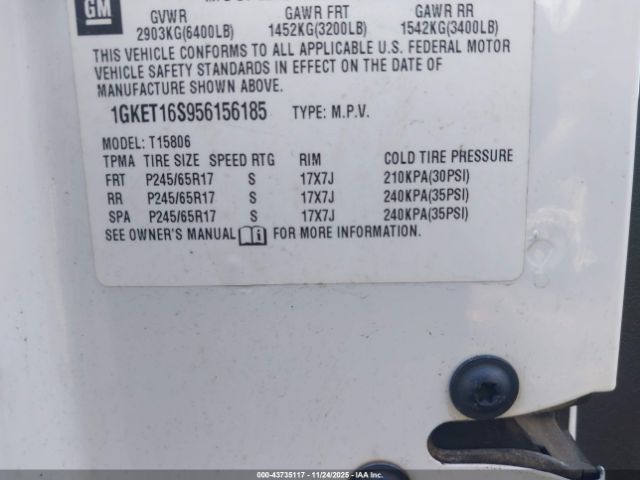 GM
GVWR GAWR FRT GAWR RR
2903KG(6400LB) 1452KG(3200LB) 1542KG(3400LB)
THIS VEHICLE CONFORMS TO ALL APPLICABLE U.S. FEDERAL MOTOR
VEHICLE SAFETY STANDARDS IN EFFECT ON THE DATE OF
MANUFACTURE SHOWN ABOVE.
1GKET16S956156185 TYPE: M.P.V.
MODEL: T15806
TPMA TIRE SIZE SPEED RTG RIM COLD TIRE PRESSURE
FRT P245/65R17 S 17X7J 210KPA(30PSI)
RR P245/65R17 S 17X7J 240KPA(35PSI)
SPA P245/65R17 S 17X7J 240KPA(35PSI)
SEE OWNER'S MANUAL FOR MORE INFORMATION.
000-43735117 - 11/24/2025 - IAA, Inc.